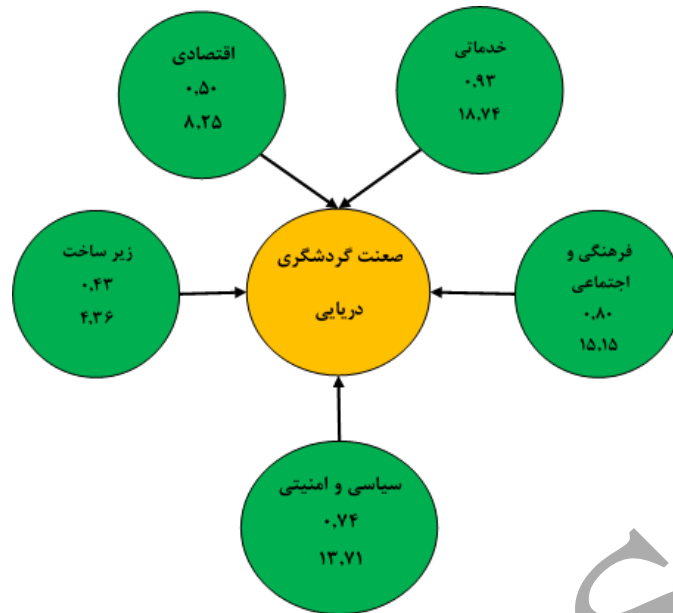 خدماتی
۰,۹۳
۱۸,۷۴
اقتصادی
۰,۵۰
۸,۲۵
صعنت گردشگری
دریایی
فرهنگی و
اجتماعی
۰,۸۰
۱۵,۱۵
زیر ساخت
۰,۴۳
۴,۳۶
سیاسی و امنیتی
۰,۷۴
۱۳,۷۱